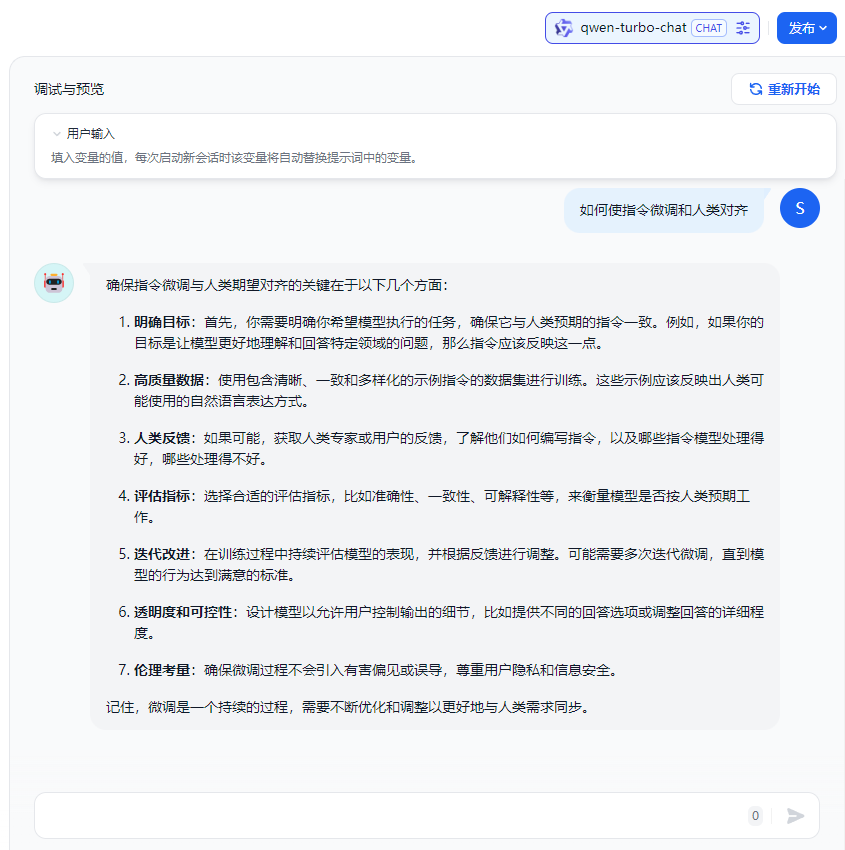 qwen-turbo-chat CHAT 发布
调试与预览 重新开始
用户输入
填入变量的值，每次启动新会话时该变量将自动替换提示词中的变量。
如何使指令微调和人类对齐 S
确保指令微调与人类期望对齐的关键在于以下几个方面：
1. 明确目标：首先，你需要明确你希望模型执行的任务，确保它与人类预期的指令一致。例如，如果你的
目标是让模型更好地理解和回答特定领域的问题，那么指令应该反映这一点。
2. 高质量数据：使用包含清晰、一致和多样化的示例指令的数据集进行训练。这些示例应该反映出人类可
能使用的自然语言表达方式。
3. 人类反馈：如果可能，获取人类专家或用户的反馈，了解他们如何编写指令，以及哪些指令模型处理得
好，哪些处理得不好。
4. 评估指标：选择合适的评估指标，比如准确性、一致性、可解释性等，来衡量模型是否按人类预期工
作。
5. 迭代改进：在训练过程中持续评估模型的表现，并根据反馈进行调整。可能需要多次迭代微调，直到模
型的行为达到满意的标准。
6. 透明度和可控性：设计模型以允许用户控制输出的细节，比如提供不同的回答选项或调整回答的详细程
度。
7. 伦理考量：确保微调过程不会引入有害偏见或误导，尊重用户隐私和信息安全。
记住，微调是一个持续的过程，需要不断优化和调整以更好地与人类需求同步。
0